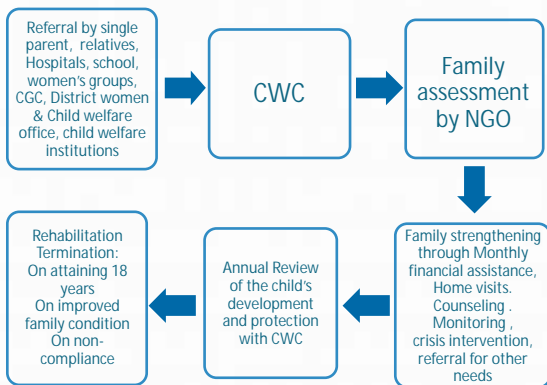 Referral by single
parent, relatives,
Hospitals, school,
women's groups,
CGC, District women
& Child welfare
office, child welfare
institutions
CWC
Family
assessment
by NGO
Family strengthening
through Monthly
financial assistance,
Home visits.
Counseling .
Monitoring ,
crisis intervention,
referral for other
needs
Annual Review
of the child's
development
and protection
with CWC
Rehabilitation
Termination:
On attaining 18
years
On improved
family condition
On non-
compliance